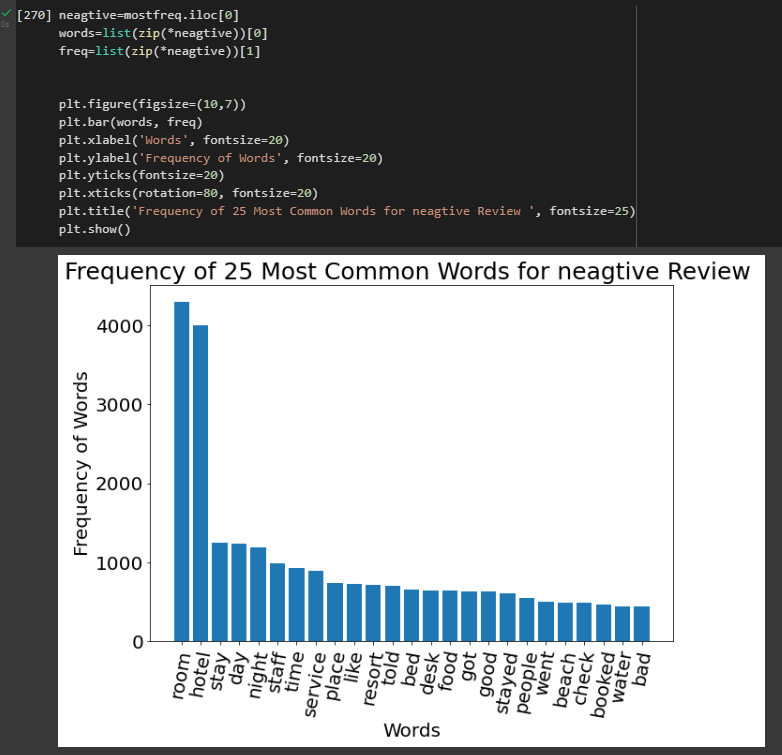 [270] neagtive=mostfreq.iloc[0]
words=list(zip(*neagtive))[0]
freq=list(zip(*neagtive))[1]
plt.figure(figsize=(10,7))
plt.bar(words, freq)
plt.xlabel('Words', fontsize=20)
plt.ylabel('Frequency of Words', fontsize=20)
plt.yticks(fontsize=20)
plt.xticks(rotation=80, fontsize=20)
plt.title('Frequency of 25 Most Common Words for neagtive Review ', fontsize=25)
plt.show()
Frequency of 25 Most Common Words for neagtive Review
Frequency of Words
4000
3000
2000
1000
0
room
hotel
stay
day
night
staff
time
service
place
like
resort
told
bed
desk
food
got
good
stayed
people
went
beach
check
booked
water
bad
Words